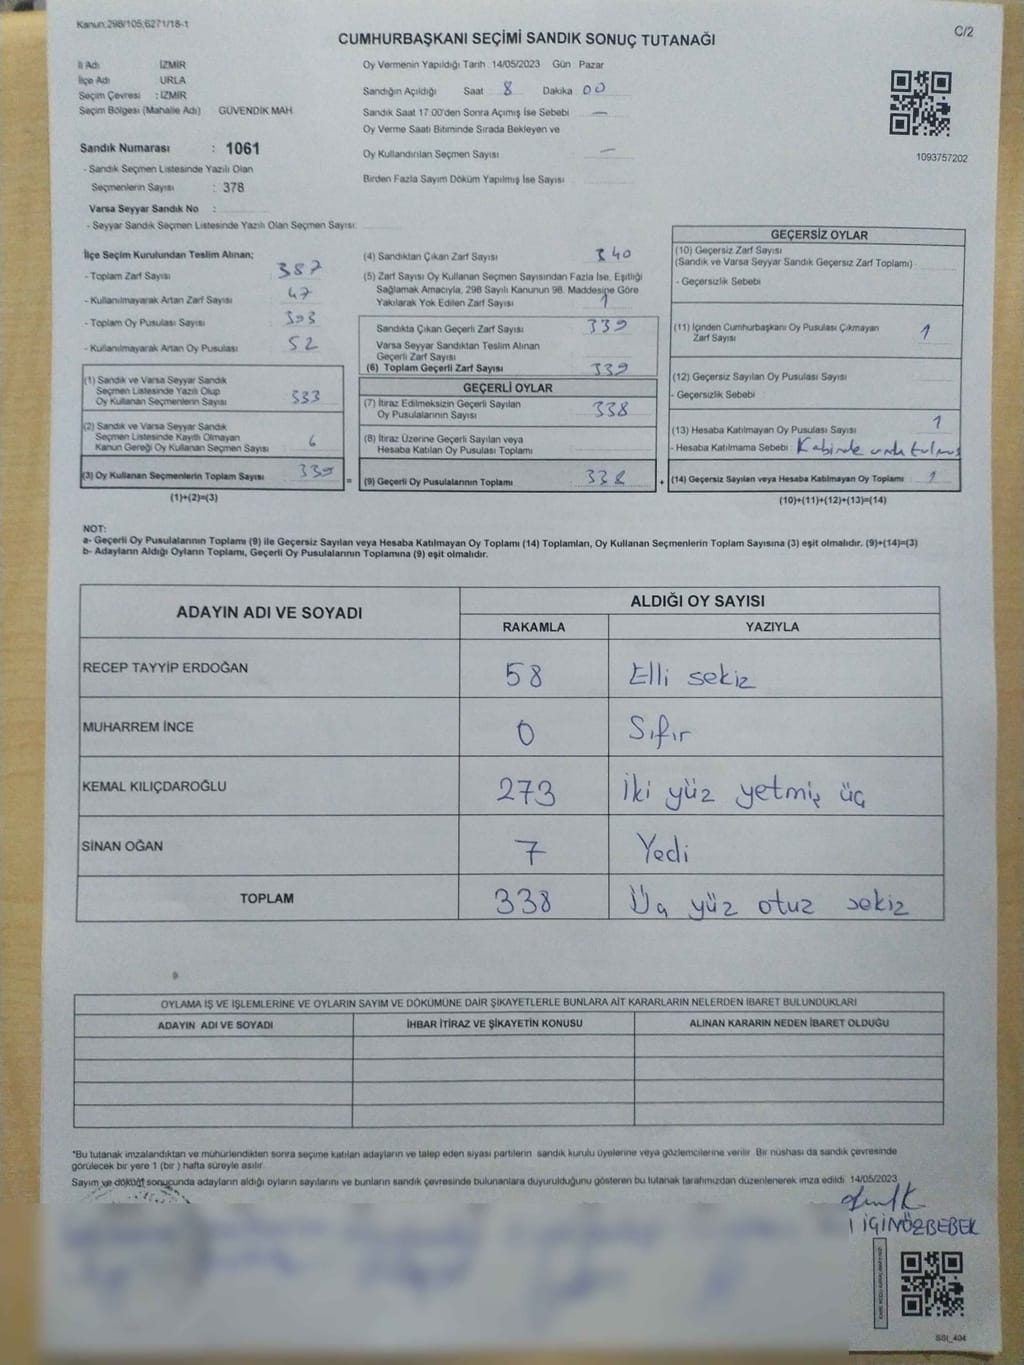 Kanun:298/105;6271/18-1
C/2
CUMHURBAŞKANI SEÇİMİ SANDIK SONUÇ TUTANAĞI
İl Adı : İZMİR
İlçe Adı URLA
Seçim Çevresi : İZMİR
Seçim Bölgesi (Mahalle Adı) GÜVENDİK MAH.
Sandık Numarası : 1061
- Sandık Seçmen Listesinde Yazılı Olan
Seçmenlerin Sayısı : 378
Varsa Seyyar Sandık No :
- Seyyar Sandık Seçmen Listesinde Yazılı Olan Seçmen Sayısı:
Oy Vermenin Yapıldığı Tarih 14/05/2023 Gün Pazar
Sandığın Açıldığı Saat 8 Dakika 00
Sandık Saat 17:00'den Sonra Açımış İse Sebebi —
Oy Verme Saati Bitiminde Sırada Bekleyen ve
Oy Kullandırılan Seçmen Sayısı —
Birden Fazla Sayım Döküm Yapılmış İse Sayısı
1093757202
İlçe Seçim Kurulundan Teslim Alınan;
- Toplam Zarf Sayısı 387
- Kullanılmayarak Artan Zarf Sayısı 47
- Toplam Oy Pusulası Sayısı
- Kullanılmayarak Artan Oy Pusulası 52
(1) Sandık ve Varsa Seyyar Sandık
Seçmen Listesinde Yazılı Olup
Oy Kullanan Seçmenlerin Sayısı 333
(2) Sandık ve Varsa Seyyar Sandık
Seçmen Listesinde Kayıtlı Olmayan
Kanun Gereği Oy Kullanan Seçmen Sayısı 6
(3) Oy Kullanan Seçmenlerin Toplam Sayısı 339 =
(1)+(2)=(3)
(4) Sandıktan Çıkan Zarf Sayısı 340
(5) Zarf Sayısı Oy Kullanan Seçmen Sayısından Fazla İse, Eşitliği
Sağlamak Amacıyla, 298 Sayılı Kanunun 98. Maddesine Göre
Yakılarak Yok Edilen Zarf Sayısı 1
Sandıkta Çıkan Geçerli Zarf Sayısı 339
Varsa Seyyar Sandıktan Teslim Alınan
Geçerli Zarf Sayısı
(6) Toplam Geçerli Zarf Sayısı 339
GEÇERLİ OYLAR
(7) İtiraz Edilmeksizin Geçerli Sayılan
Oy Pusulalarının Sayısı 338
(8) İtiraz Üzerine Geçerli Sayılan veya
Hesaba Katılan Oy Pusulası Toplamı
(9) Geçerli Oy Pusulalarının Toplamı 338 +
GEÇERSİZ OYLAR
(10) Geçersiz Zarf Sayısı
(Sandık ve Varsa Seyyar Sandık Geçersiz Zarf Toplamı)
- Geçersizlik Sebebi
(11) İçinden Cumhurbaşkanı Oy Pusulası Çıkmayan
Zarf Sayısı 1
(12) Geçersiz Sayılan Oy Pusulası Sayısı
- Geçersizlik Sebebi
(13) Hesaba Katılmayan Oy Pusulası Sayısı 1
- Hesaba Katılmama Sebebi Kabinde unutulmuş
(14) Geçersiz Sayılan veya Hesaba Katılmayan Oy Toplamı 1
(10)+(11)+(12)+(13)=(14)
NOT:
a- Geçerli Oy Pusulalarının Toplamı (9) ile Geçersiz Sayılan veya Hesaba Katılmayan Oy Toplamı (14) Toplamları, Oy Kullanan Seçmenlerin Toplam Sayısına (3) eşit olmalıdır. (9)+(14)=(3)
b- Adayların Aldığı Oyların Toplamı, Geçerli Oy Pusulalarının Toplamına (9) eşit olmalıdır.
ADAYIN ADI VE SOYADI
ALDIĞI OY SAYISI
RAKAMLA YAZIYLA
RECEP TAYYİP ERDOĞAN 58 Elli sekiz
MUHARREM İNCE 0 Sıfır
KEMAL KILIÇDAROĞLU 273 İki yüz yetmiş üç
SİNAN OĞAN 7 Yedi
TOPLAM 338 Üç yüz otuz sekiz
OYLAMA İŞ VE İŞLEMLERİNE VE OYLARIN SAYIM VE DÖKÜMÜNE DAİR ŞİKAYETLERLE BUNLARA AİT KARARLARIN NELERDEN İBARET BULUNDUKLARI
ADAYIN ADI VE SOYADI İHBAR İTİRAZ VE ŞİKAYETİN KONUSU ALINAN KARARIN NEDEN İBARET OLDUĞU
*Bu tutanak imzalandıktan ve mühürlendikten sonra seçime katılan adayların ve talep eden siyasi partilerin sandık kurulu üyelerine veya gözlemcilerine verilir. Bir nüshası da sandık çevresinde
görülecek bir yere 1 (bir ) hafta süreyle asılır.
Sayım ve döküm sonucunda adayların aldığı oyların sayılarını ve bunların sandık çevresinde bulunanlara duyurulduğunu gösteren bu tutanak tarafımızdan düzenlenerek imza edildi 14/05/2023
SSI_404